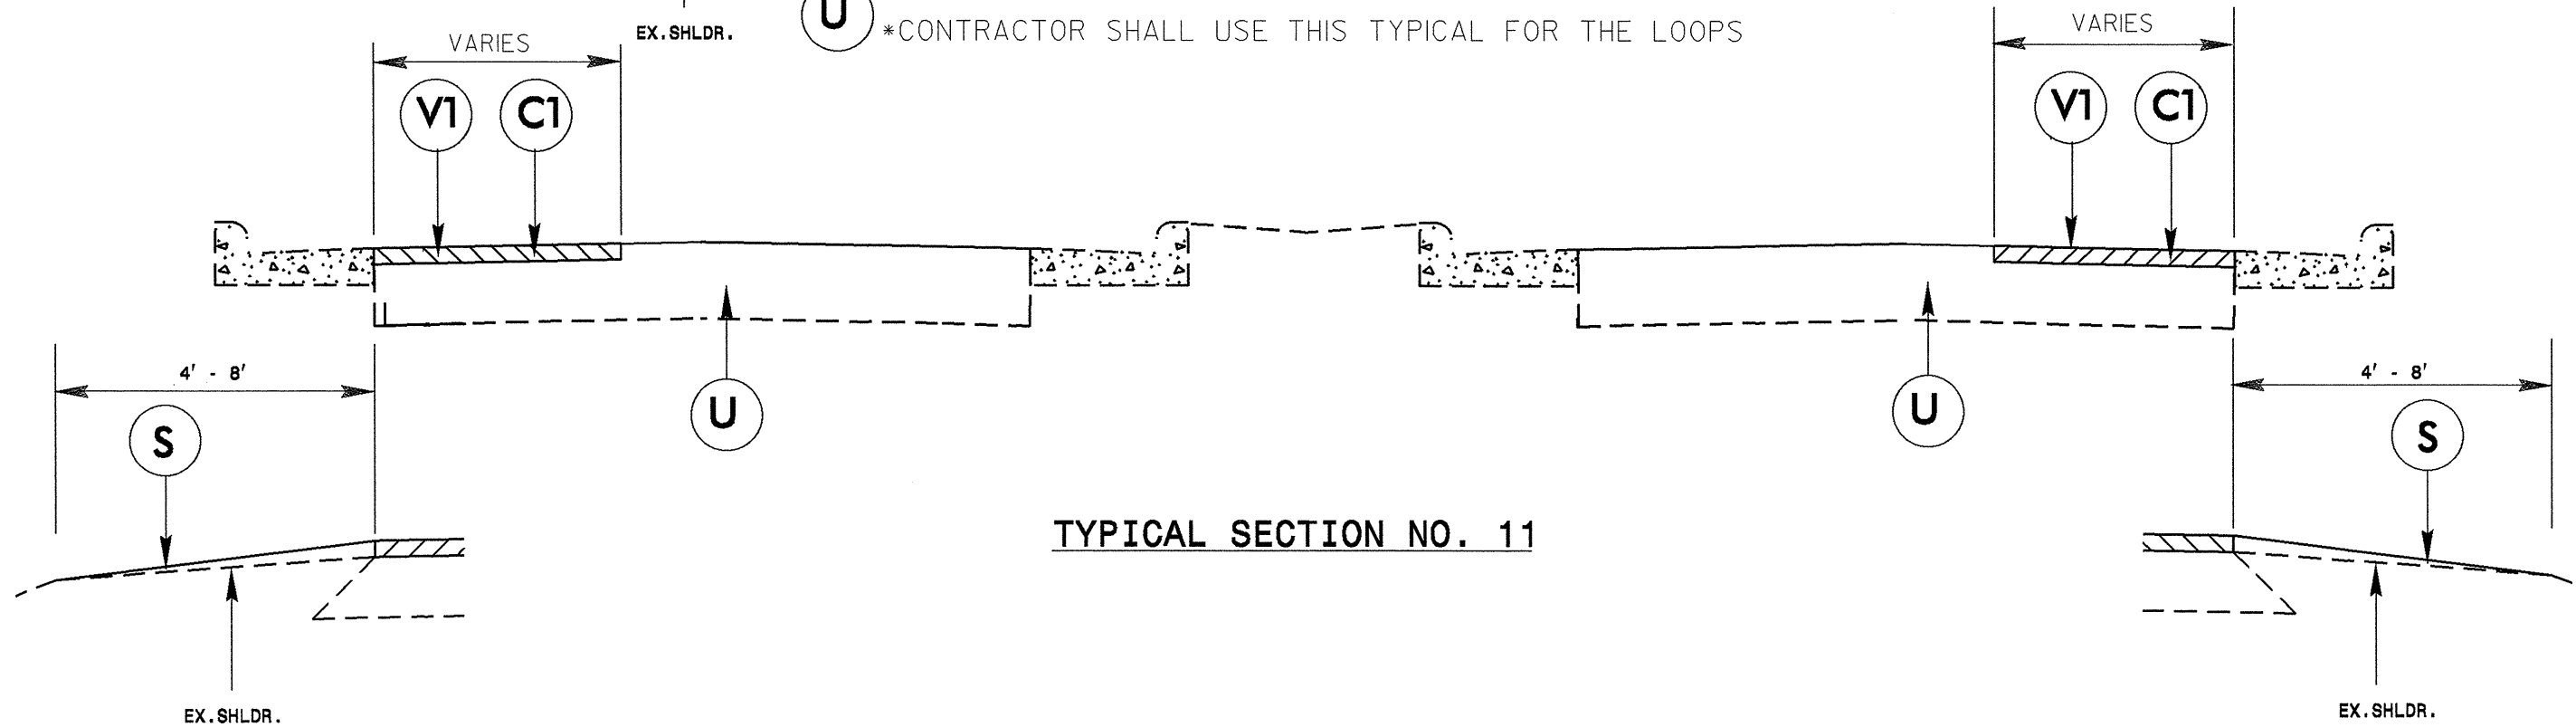 U
EX.SHLDR.
*CONTRACTOR SHALL USE THIS TYPICAL FOR THE LOOPS
VARIES
VARIES
V1 C1
V1 C1
4' - 8'
4' - 8'
U
U
S
S
TYPICAL SECTION NO. 11
EX.SHLDR.
EX.SHLDR.